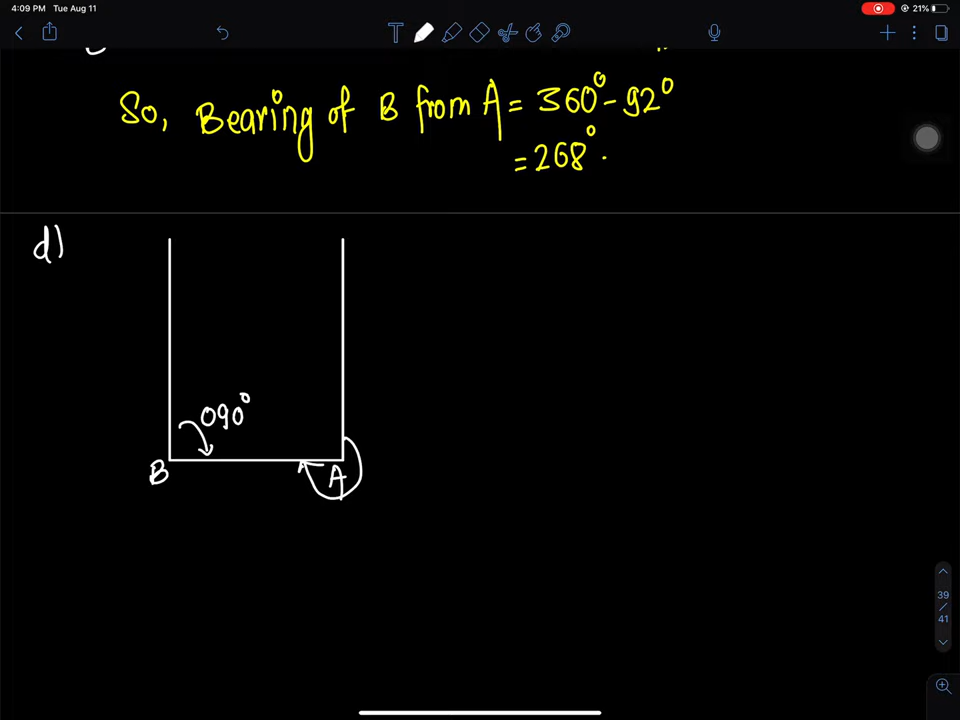 4:09 PM Tue Aug 11
21%
T
So, Bearing of B from A = 360° - 92°
= 268°.
d)
090°
B
A
39
/
41